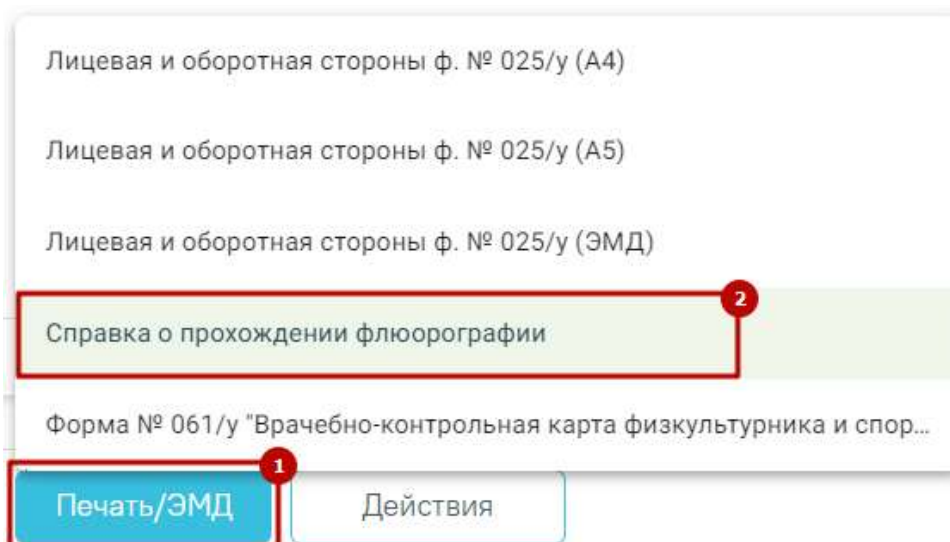 Лицевая и оборотная стороны ф. № 025/у (А4)
Лицевая и оборотная стороны ф. № 025/у (А5)
Лицевая и оборотная стороны ф. № 025/у (ЭМД)
2
Справка о прохождении флюорографии
Форма № 061/у "Врачебно-контрольная карта физкультурника и спор...
1
Печать/ЭМД Действия